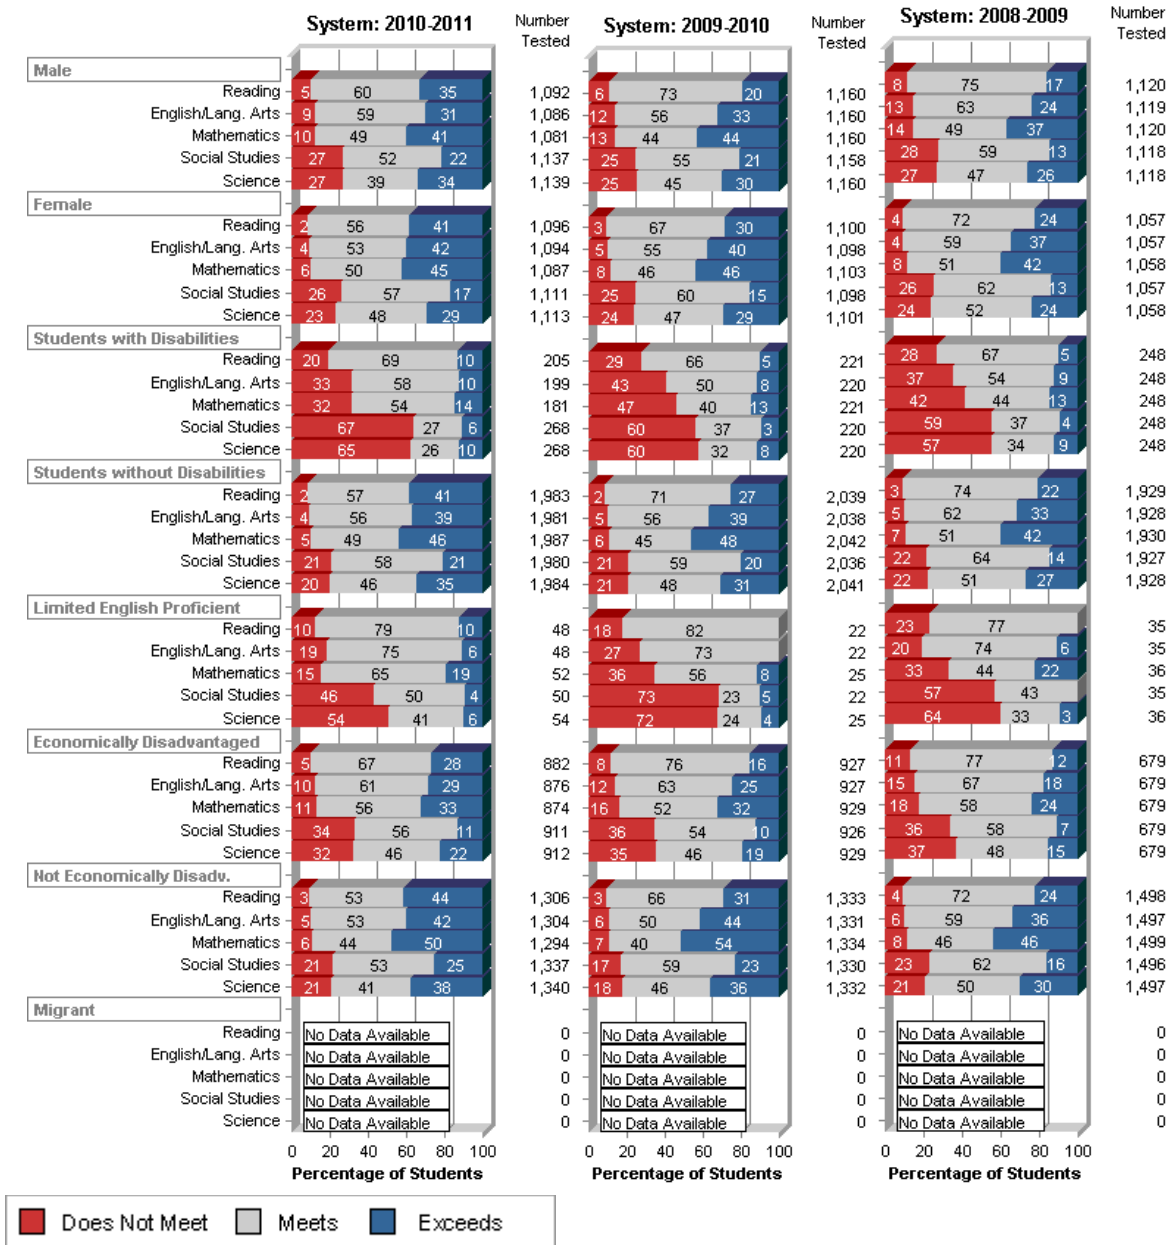 System: 2010-2011 Number Tested System: 2009-2010 Number Tested System: 2008-2009 Number Tested
Male
Reading 5 60 35 1,092 6 73 20 1,160 8 75 17 1,120
English/Lang. Arts 9 59 31 1,086 12 56 33 1,160 13 63 24 1,119
Mathematics 10 49 41 1,081 13 44 44 1,160 14 49 37 1,120
Social Studies 27 52 22 1,137 25 55 21 1,158 28 59 13 1,118
Science 27 39 34 1,139 25 45 30 1,160 27 47 26 1,118
Female
Reading 2 56 41 1,096 3 67 30 1,100 4 72 24 1,057
English/Lang. Arts 4 53 42 1,094 5 55 40 1,098 4 59 37 1,057
Mathematics 6 50 45 1,087 8 46 46 1,103 8 51 42 1,058
Social Studies 26 57 17 1,111 25 60 15 1,098 26 62 13 1,057
Science 23 48 29 1,113 24 47 29 1,101 24 52 24 1,058
Students with Disabilities
Reading 20 69 10 205 29 66 5 221 28 67 5 248
English/Lang. Arts 33 58 10 199 43 50 8 220 37 54 9 248
Mathematics 32 54 14 181 47 40 13 221 42 44 13 248
Social Studies 67 27 6 268 60 37 3 220 59 37 4 248
Science 65 26 10 268 60 32 8 220 57 34 9 248
Students without Disabilities
Reading 2 57 41 1,983 2 71 27 2,039 3 74 22 1,929
English/Lang. Arts 4 56 39 1,981 5 56 39 2,038 5 62 33 1,928
Mathematics 5 49 46 1,987 6 45 48 2,042 7 51 42 1,930
Social Studies 21 58 21 1,980 21 59 20 2,036 22 64 14 1,927
Science 20 46 35 1,984 21 48 31 2,041 22 51 27 1,928
Limited English Proficient
Reading 10 79 10 48 18 82 22 23 77 35
English/Lang. Arts 19 75 6 48 27 73 22 20 74 6 35
Mathematics 15 65 19 52 36 56 8 25 33 44 22 36
Social Studies 46 50 4 50 73 23 5 22 57 43 35
Science 54 41 6 54 72 24 4 25 64 33 3 36
Economically Disadvantaged
Reading 5 67 28 882 8 76 16 927 11 77 12 679
English/Lang. Arts 10 61 29 876 12 63 25 927 15 67 18 679
Mathematics 11 56 33 874 16 52 32 929 18 58 24 679
Social Studies 34 56 11 911 36 54 10 926 36 58 7 679
Science 32 46 22 912 35 46 19 929 37 48 15 679
Not Economically Disadv.
Reading 3 53 44 1,306 3 66 31 1,333 4 72 24 1,498
English/Lang. Arts 5 53 42 1,304 6 50 44 1,331 6 59 36 1,497
Mathematics 6 44 50 1,294 7 40 54 1,334 8 46 46 1,499
Social Studies 21 53 25 1,337 17 59 23 1,330 23 62 16 1,496
Science 21 41 38 1,340 18 46 36 1,332 21 50 30 1,497
Migrant
Reading No Data Available 0 No Data Available 0 No Data Available 0
English/Lang. Arts No Data Available 0 No Data Available 0 No Data Available 0
Mathematics No Data Available 0 No Data Available 0 No Data Available 0
Social Studies No Data Available 0 No Data Available 0 No Data Available 0
Science No Data Available 0 No Data Available 0 No Data Available 0
0 20 40 60 80 100 0 20 40 60 80 100 0 20 40 60 80 100
Percentage of Students Percentage of Students Percentage of Students
Does Not Meet Meets Exceeds